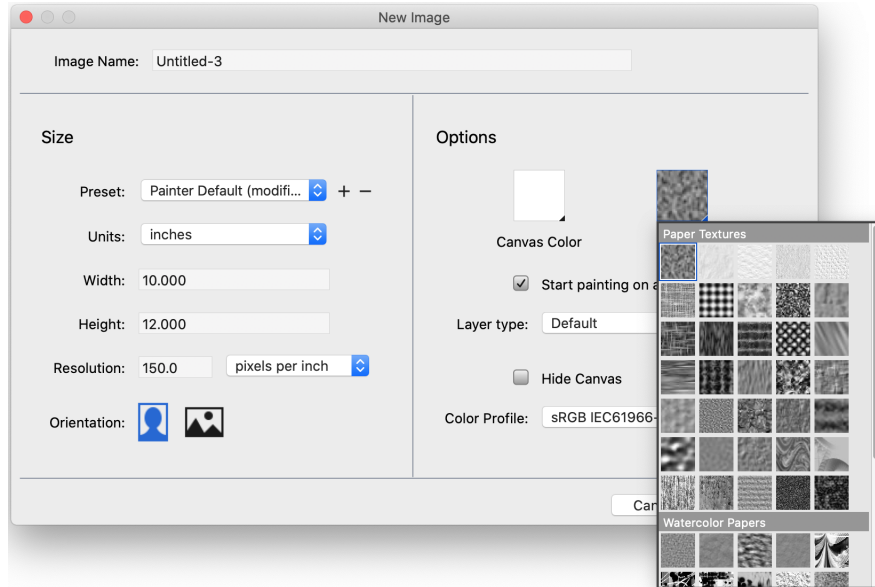 New Image
Image Name: Untitled-3
Size
Preset: Painter Default (modifi... + −
Units: inches
Width: 10.000
Height: 12.000
Resolution: 150.0 pixels per inch
Orientation:
Options
Canvas Color
Start painting on a
Layer type: Default
Hide Canvas
Color Profile: sRGB IEC61966-
Can
Paper Textures
Watercolor Papers